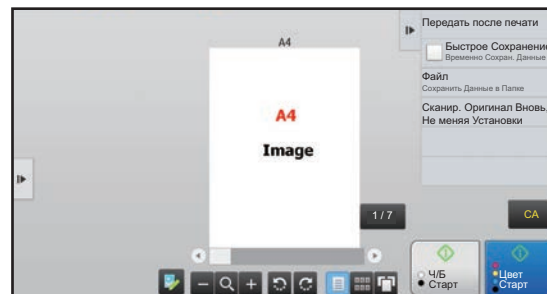 A4
A4
Image
1 / 7
Передать после печати
Быстрое Сохранение
Временно Сохран. Данные
Файл
Сохранить Данные в Папке
Сканир. Оригинал Вновь,
Не меняя Установки
CA
Ч/Б
Старт
Цвет
Старт